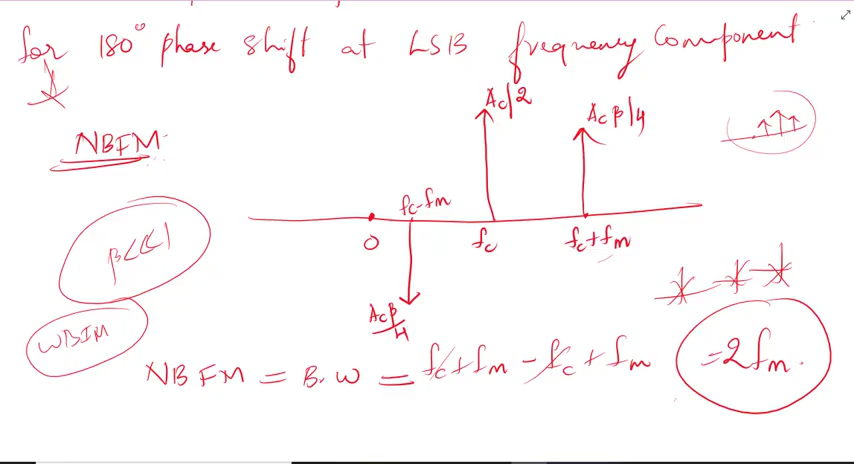 for 180° phase shift at LSB frequency component
Ac/2
Acβ/4
NBFM
fc-fm
β<<1
0
fc
fc+fm
Acβ/4
WBFM
NBFM = B.W = fc+fm-fc+fm = 2fm.